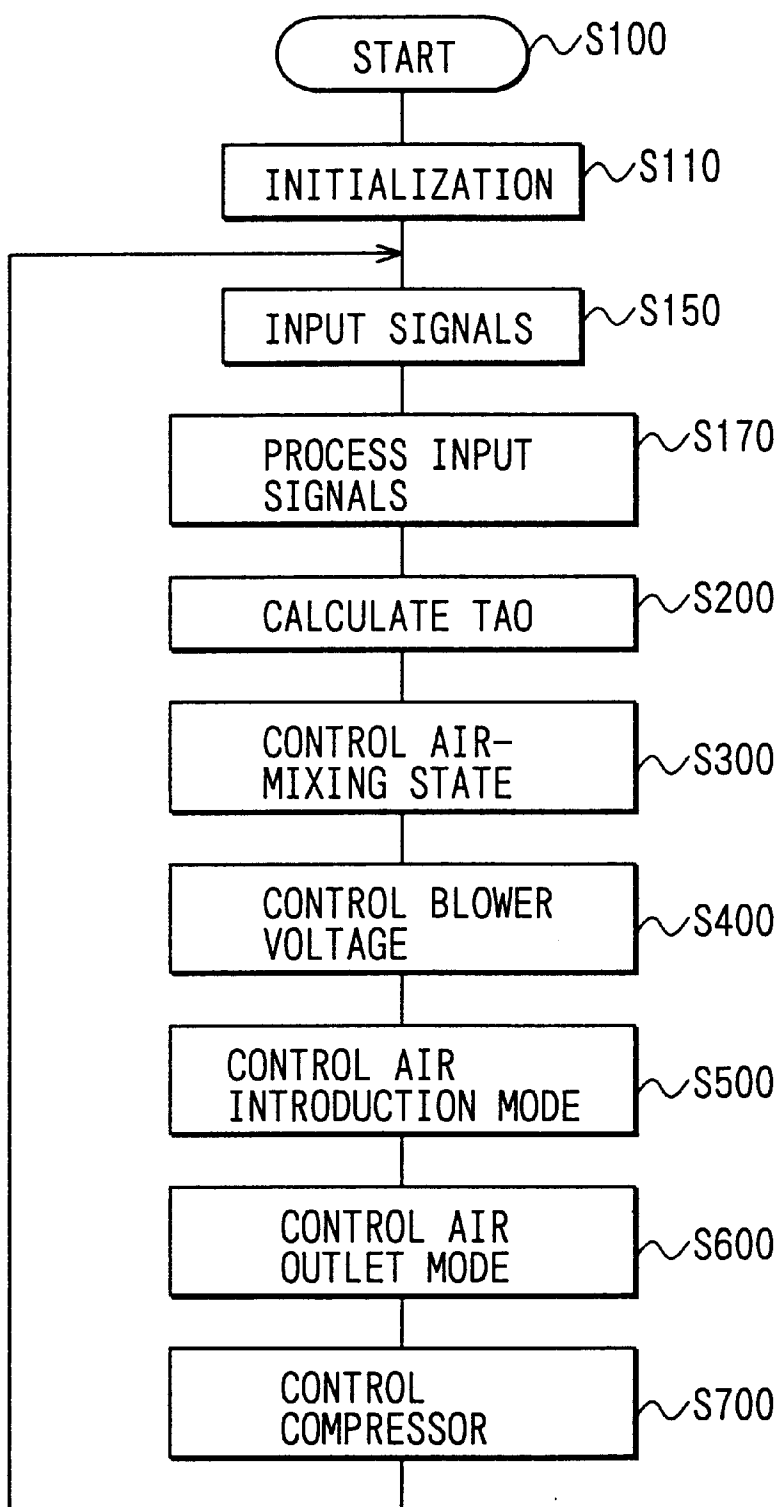 START
S100
INITIALIZATION
S110
INPUT SIGNALS
S150
PROCESS INPUT
SIGNALS
S170
CALCULATE TAO
S200
CONTROL AIR-
MIXING STATE
S300
CONTROL BLOWER
VOLTAGE
S400
CONTROL AIR
INTRODUCTION MODE
S500
CONTROL AIR
OUTLET MODE
S600
CONTROL
COMPRESSOR
S700